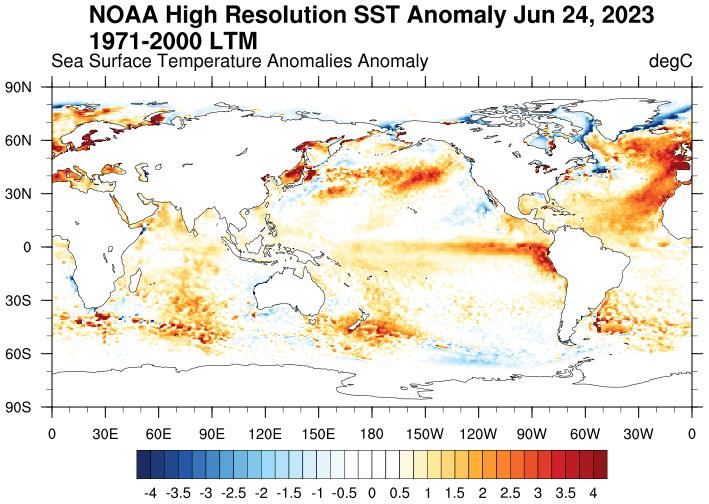 NOAA High Resolution SST Anomaly Jun 24, 2023
1971-2000 LTM
Sea Surface Temperature Anomalies Anomaly degC
90N
60N
30N
0
30S
60S
90S
0 30E 60E 90E 120E 150E 180 150W 120W 90W 60W 30W 0
-4 -3.5 -3 -2.5 -2 -1.5 -1 -0.5 0 0.5 1 1.5 2 2.5 3 3.5 4